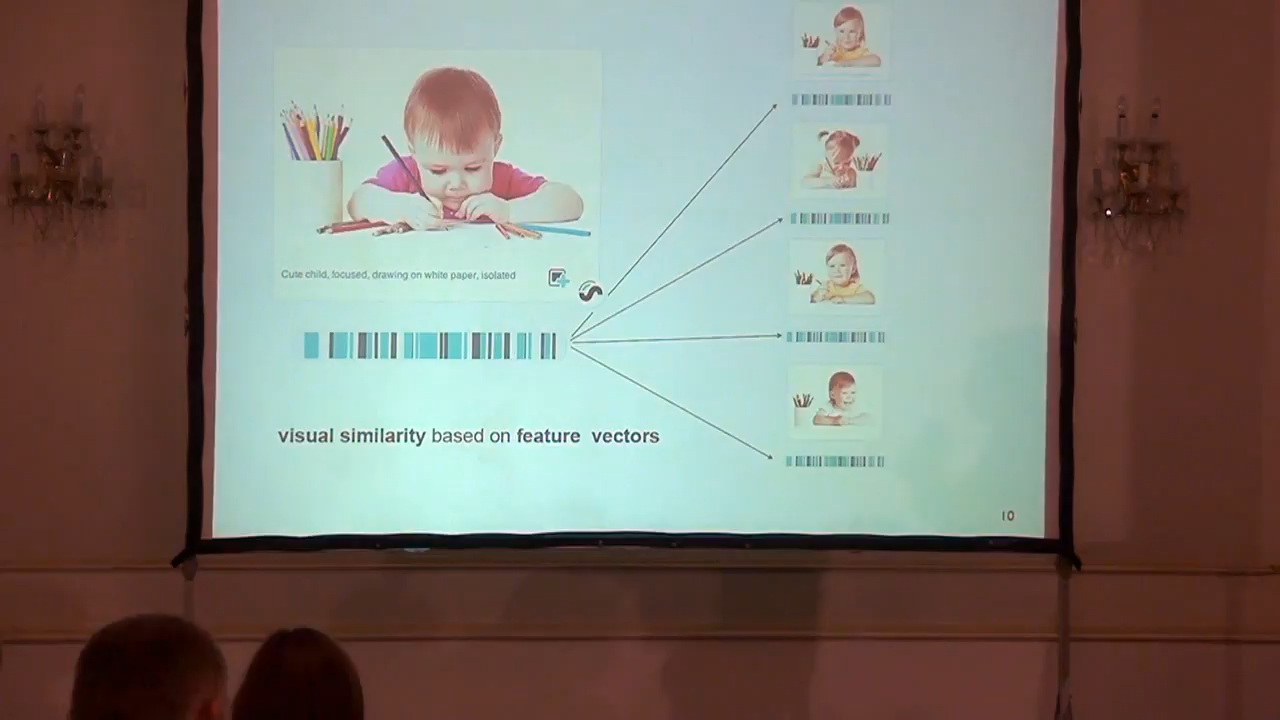 Cute child, focused, drawing on white paper, isolated
visual similarity based on feature vectors
10